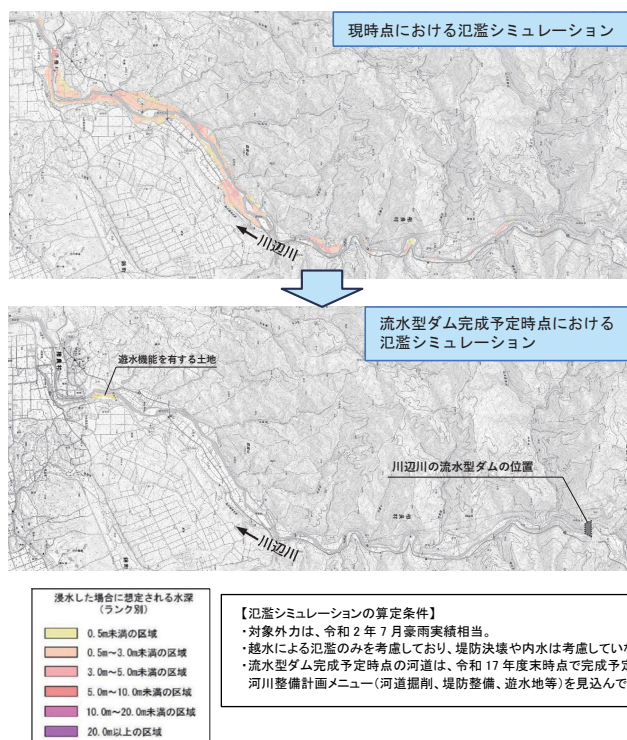 現時点における氾濫シミュレーション
川辺川
流水型ダム完成予定時点における
氾濫シミュレーション
遊水機能を有する土地
川辺川の流水型ダムの位置
川辺川
浸水した場合に想定される水深
(ランク別)
0.5m未満の区域
0.5m～3.0m未満の区域
3.0m～5.0m未満の区域
5.0m～10.0m未満の区域
10.0m～20.0m未満の区域
20.0m以上の区域
【氾濫シミュレーションの算定条件】
・対象外力は、令和2年7月豪雨実績相当。
・越水による氾濫のみを考慮しており、堤防決壊や内水は考慮していな
・流水型ダム完成予定時点の河道は、令和17年度末時点で完成予定
河川整備計画メニュー(河道掘削、堤防整備、遊水地等)を見込んで